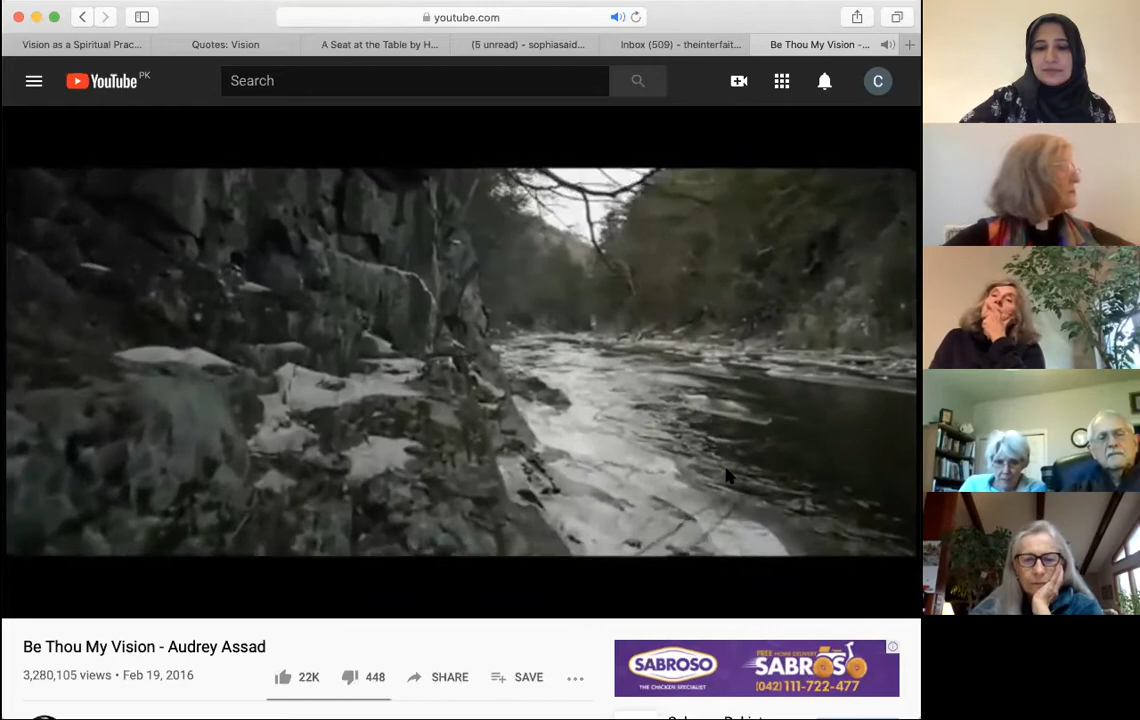 youtube.com
Vision as a Spiritual Prac...
Quotes: Vision
A Seat at the Table by H...
(5 unread) - sophiasaid...
Inbox (509) – theinterfait...
Be Thou My Vision -...
YouTube PK
Search
C
Be Thou My Vision - Audrey Assad
3,280,105 views • Feb 19, 2016
22K
448
SHARE
SAVE
SABROSO
THE CHICKEN SPECIALIST
FREE HOME DELIVERY
SABROSO
(042) 111-722-477